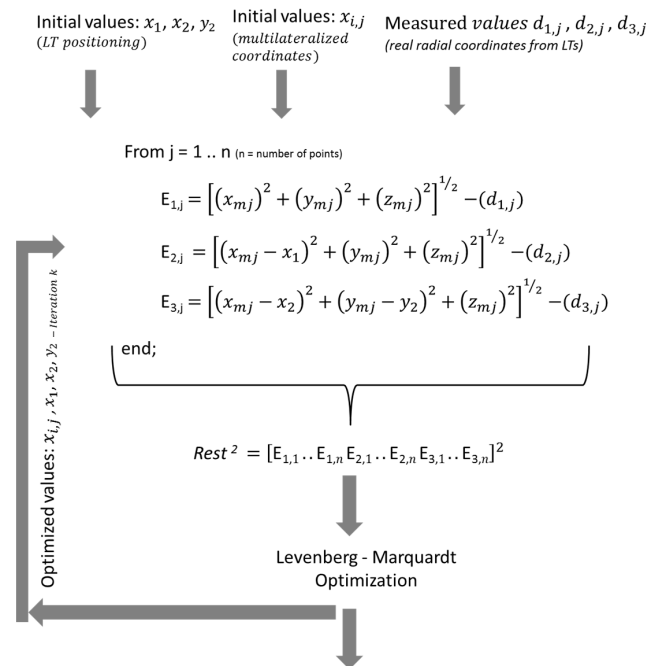 Initial values: x₁, x₂, y₂
(LT positioning)
Initial values: xᵢ,ⱼ
(multilateralized
coordinates)
Measured values d₁,ⱼ , d₂,ⱼ , d₃,ⱼ
(real radial coordinates from LTs)
From j = 1 .. n (n = number of points)
E₁,ⱼ = [(xₘⱼ)² + (yₘⱼ)² + (zₘⱼ)²]^1/2 −(d₁,ⱼ)
E₂,ⱼ = [(xₘⱼ − x₁)² + (yₘⱼ)² + (zₘⱼ)²]^1/2 −(d₂,ⱼ)
E₃,ⱼ = [(xₘⱼ − x₂)² + (yₘⱼ − y₂)² + (zₘⱼ)²]^1/2 −(d₃,ⱼ)
end;
Rest ² = [E₁,₁ .. E₁,ₙ E₂,₁ .. E₂,ₙ E₃,₁ .. E₃,ₙ]²
Levenberg - Marquardt
Optimization
Optimized values: xᵢ,ⱼ , x₁, x₂, y₂ – Iteration k